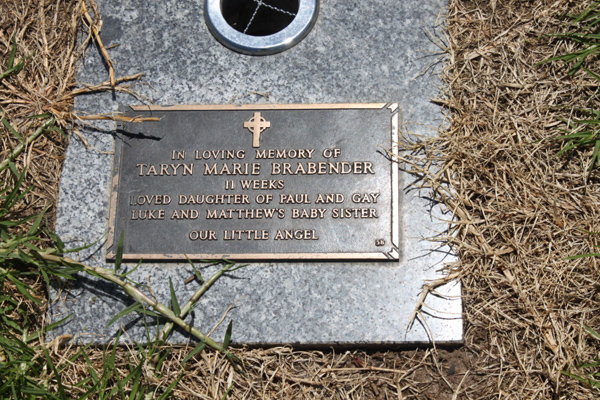 IN LOVING MEMORY OF
TARYN MARIE BRABENDER
11 WEEKS
LOVED DAUGHTER OF PAUL AND GAY
LUKE AND MATTHEW'S BABY SISTER
OUR LITTLE ANGEL